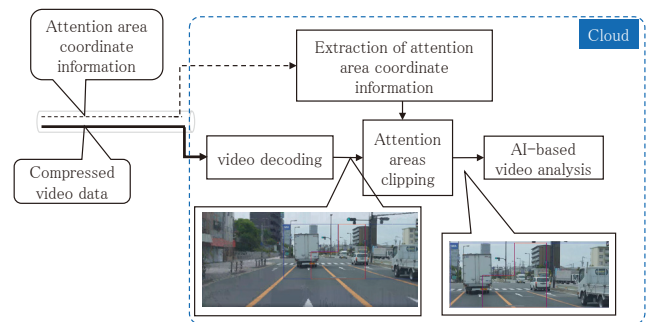 Attention area
coordinate
information
Cloud
Extraction of attention
area coordinate
information
Compressed
video data
video decoding
Attention
areas
clipping
AI-based
video analysis